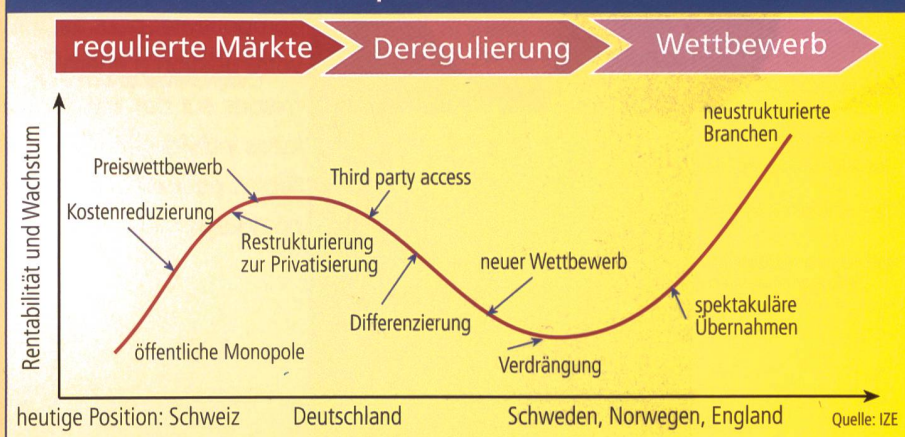 regulierte Märkte
Deregulierung
Wettbewerb
Rentabilität und Wachstum
neustrukturierte
Branchen
Preiswettbewerb
Third party access
Kostenreduzierung
Restrukturierung
zur Privatisierung
neuer Wettbewerb
Differenzierung
spektakuläre
Übernahmen
öffentliche Monopole
Verdrängung
heutige Position: Schweiz
Deutschland
Schweden, Norwegen, England
Quelle: IZE